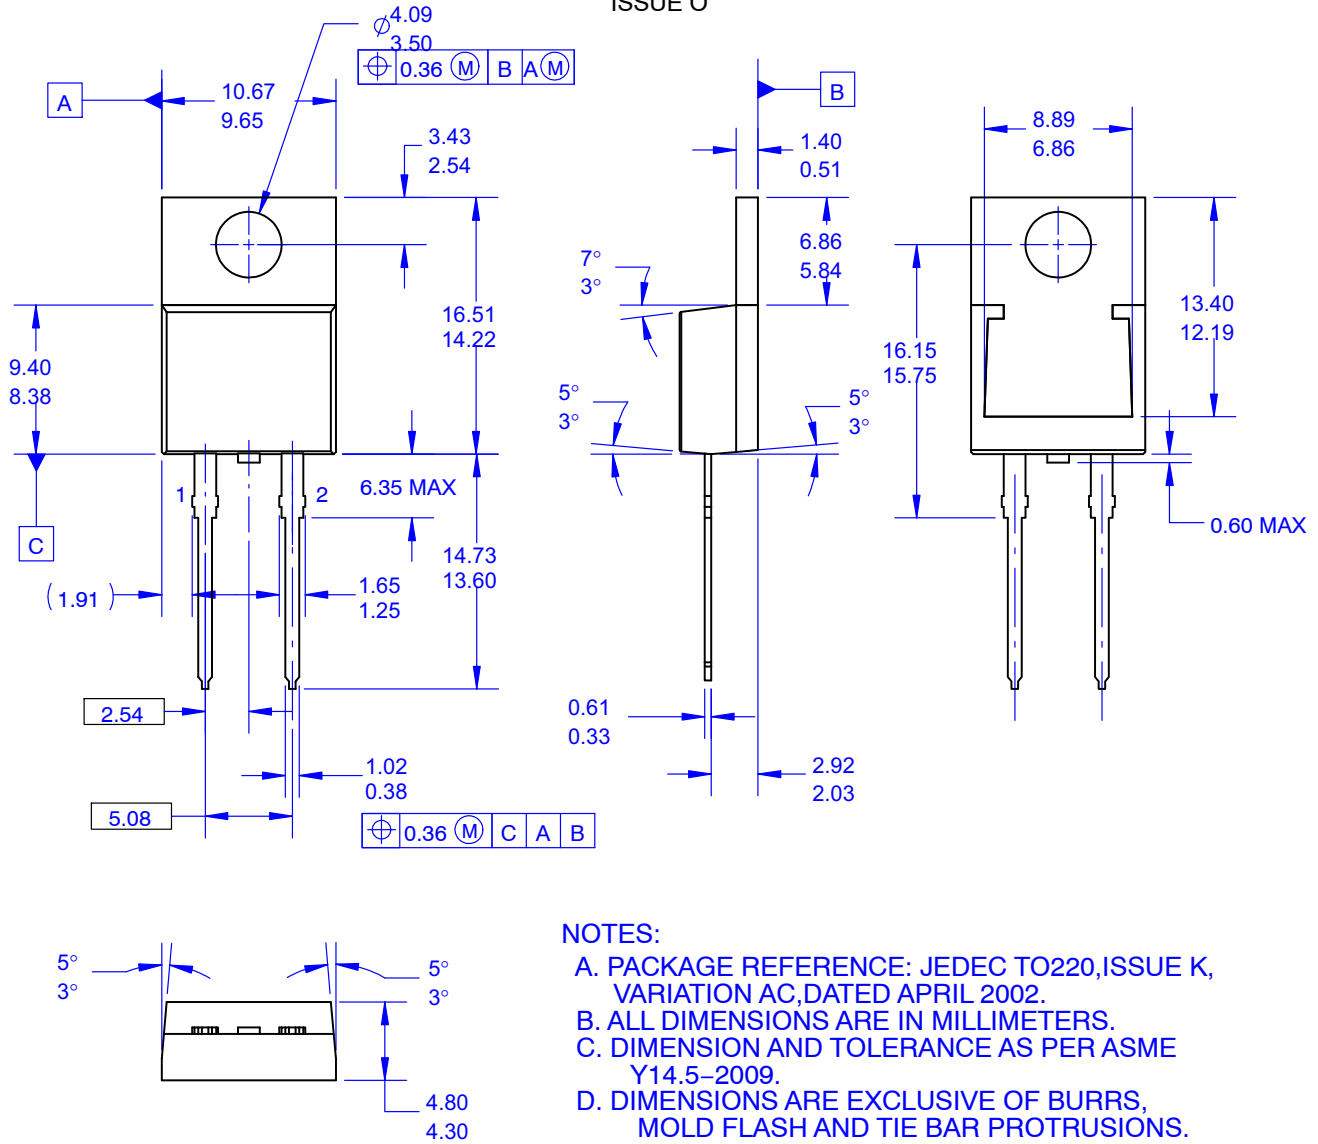 ISSUE O
⌀4.09
3.50
⌖ 0.36 Ⓜ B A Ⓜ
A
10.67
9.65
B
3.43
2.54
1.40
0.51
8.89
6.86
6.86
5.84
7°
3°
16.51
14.22
13.40
12.19
9.40
8.38
16.15
15.75
5°
3°
5°
3°
1
2
6.35 MAX
C
0.60 MAX
14.73
13.60
(1.91)
1.65
1.25
2.54
0.61
0.33
1.02
0.38
2.92
2.03
5.08
⌖ 0.36 Ⓜ C A B
5°
3°
5°
3°
4.80
4.30
NOTES:
A. PACKAGE REFERENCE: JEDEC TO220,ISSUE K,
VARIATION AC,DATED APRIL 2002.
B. ALL DIMENSIONS ARE IN MILLIMETERS.
C. DIMENSION AND TOLERANCE AS PER ASME
Y14.5−2009.
D. DIMENSIONS ARE EXCLUSIVE OF BURRS,
MOLD FLASH AND TIE BAR PROTRUSIONS.